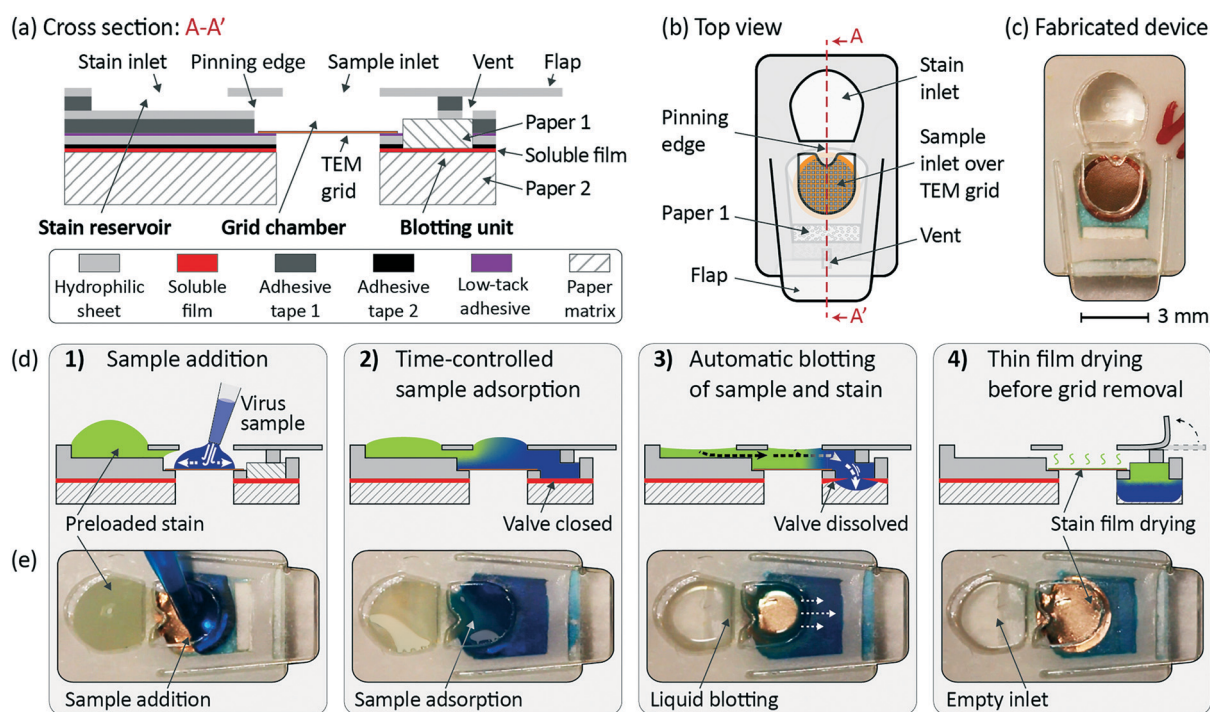 (a) Cross section: A-A’
Stain inlet
Pinning edge
Sample inlet
Vent
Flap
Paper 1
Soluble film
Paper 2
TEM
grid
Stain reservoir
Grid chamber
Blotting unit
Hydrophilic
sheet
Soluble
film
Adhesive
tape 1
Adhesive
tape 2
Low-tack
adhesive
Paper
matrix
(b) Top view
A
Stain
inlet
Pinning
edge
Sample
inlet over
TEM grid
Paper 1
Vent
Flap
A’
(c) Fabricated device
3 mm
(d)
1) Sample addition
Virus
sample
Preloaded stain
2) Time-controlled
sample adsorption
Valve closed
3) Automatic blotting
of sample and stain
Valve dissolved
4) Thin film drying
before grid removal
Stain film drying
(e)
Sample addition
Sample adsorption
Liquid blotting
Empty inlet